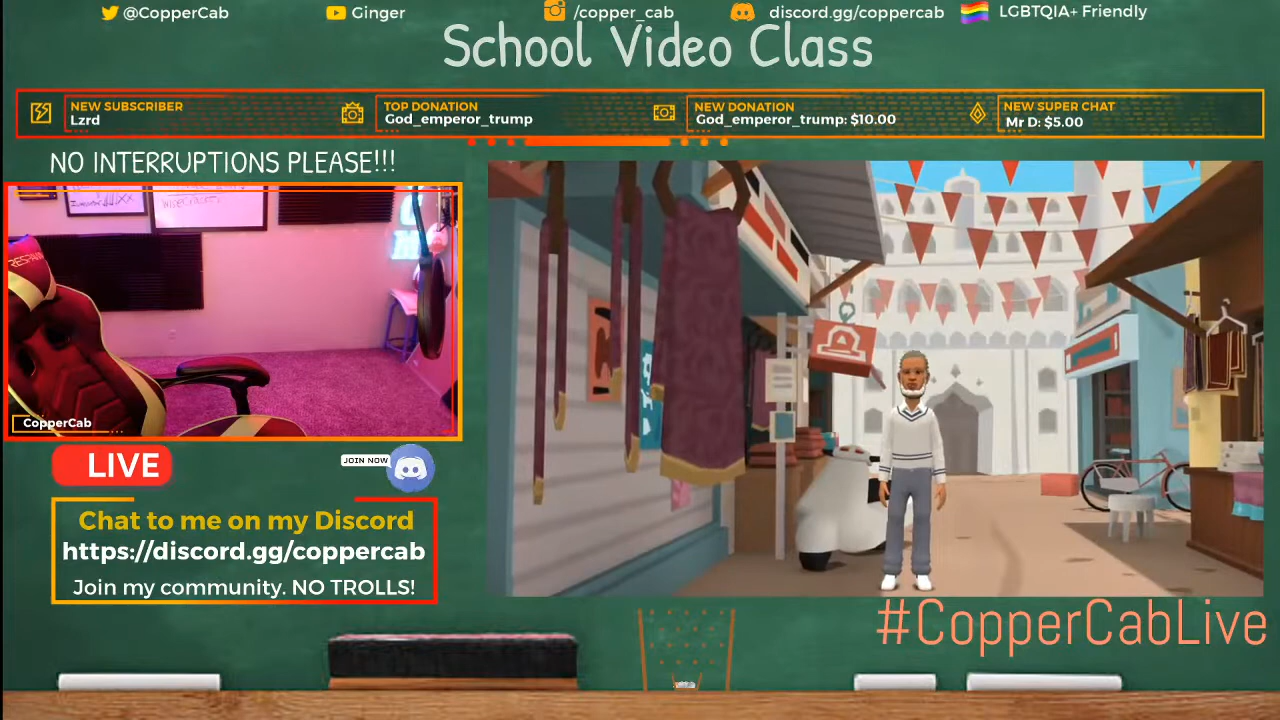 @CopperCab
Ginger
/copper_cab
discord.gg/coppercab
LGBTQIA+ Friendly
School Video Class
NEW SUBSCRIBER
Lzrd
TOP DONATION
God_emperor_trump
NEW DONATION
God_emperor_trump: $10.00
NEW SUPER CHAT
Mr D: $5.00
NO INTERRUPTIONS PLEASE!!!
CopperCab
LIVE
JOIN NOW
Chat to me on my Discord
https://discord.gg/coppercab
Join my community. NO TROLLS!
#CopperCabLive